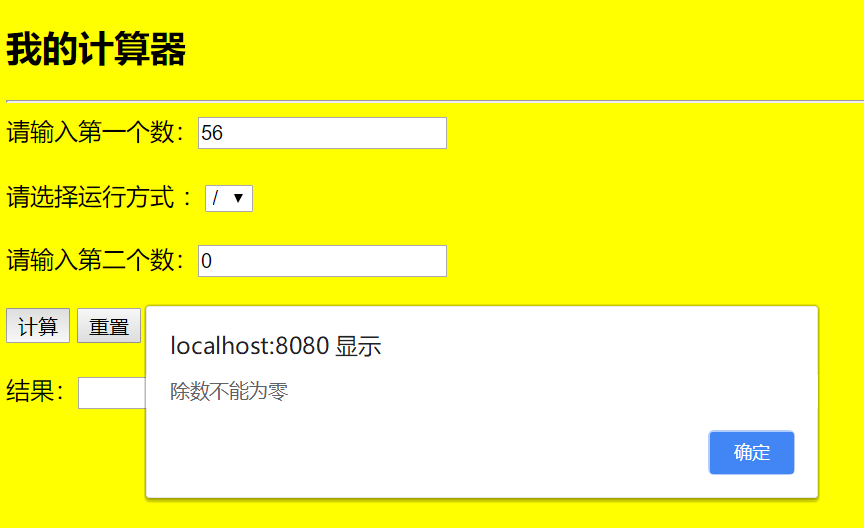 我的计算器
请输入第一个数：56
请选择运行方式 ：/ ▼
请输入第二个数：0
计算 重置
localhost:8080 显示
除数不能为零
确定
结果：